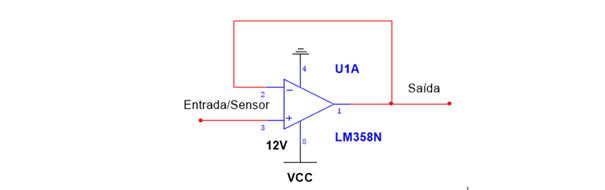 4
U1A
2
Entrada/Sensor
3
1
Saída
LM358N
12V
8
VCC